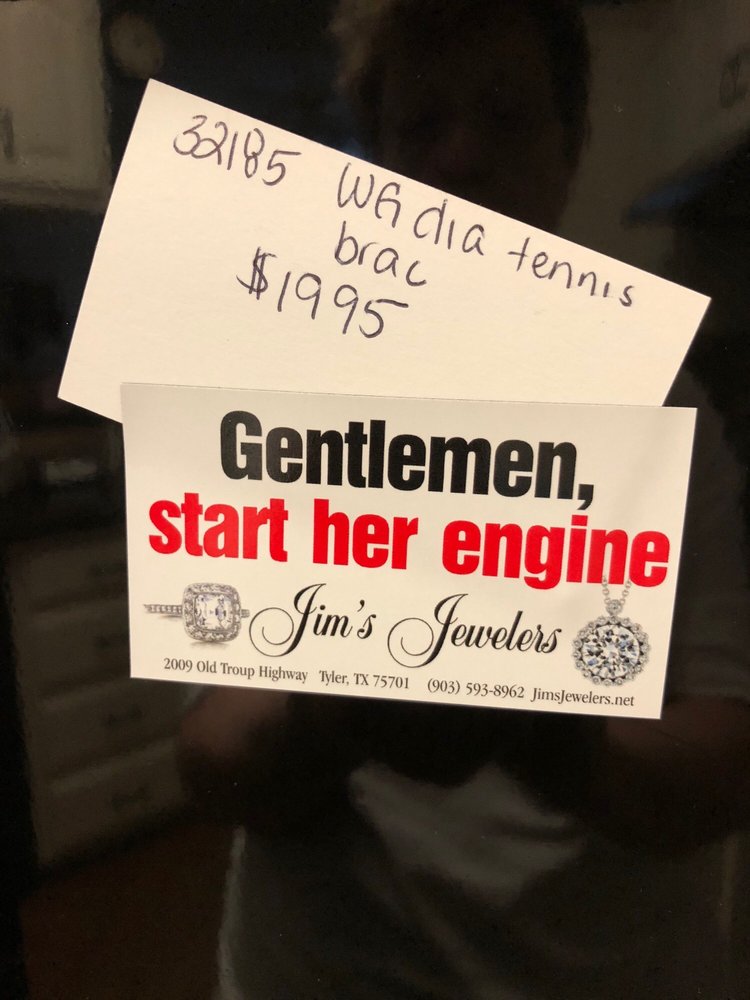 32185 WG dia tennis
brac
$1995
Gentlemen,
start her engine
Jim's Jewelers
2009 Old Troup Highway Tyler, TX 75701 (903) 593-8962 JimsJewelers.net